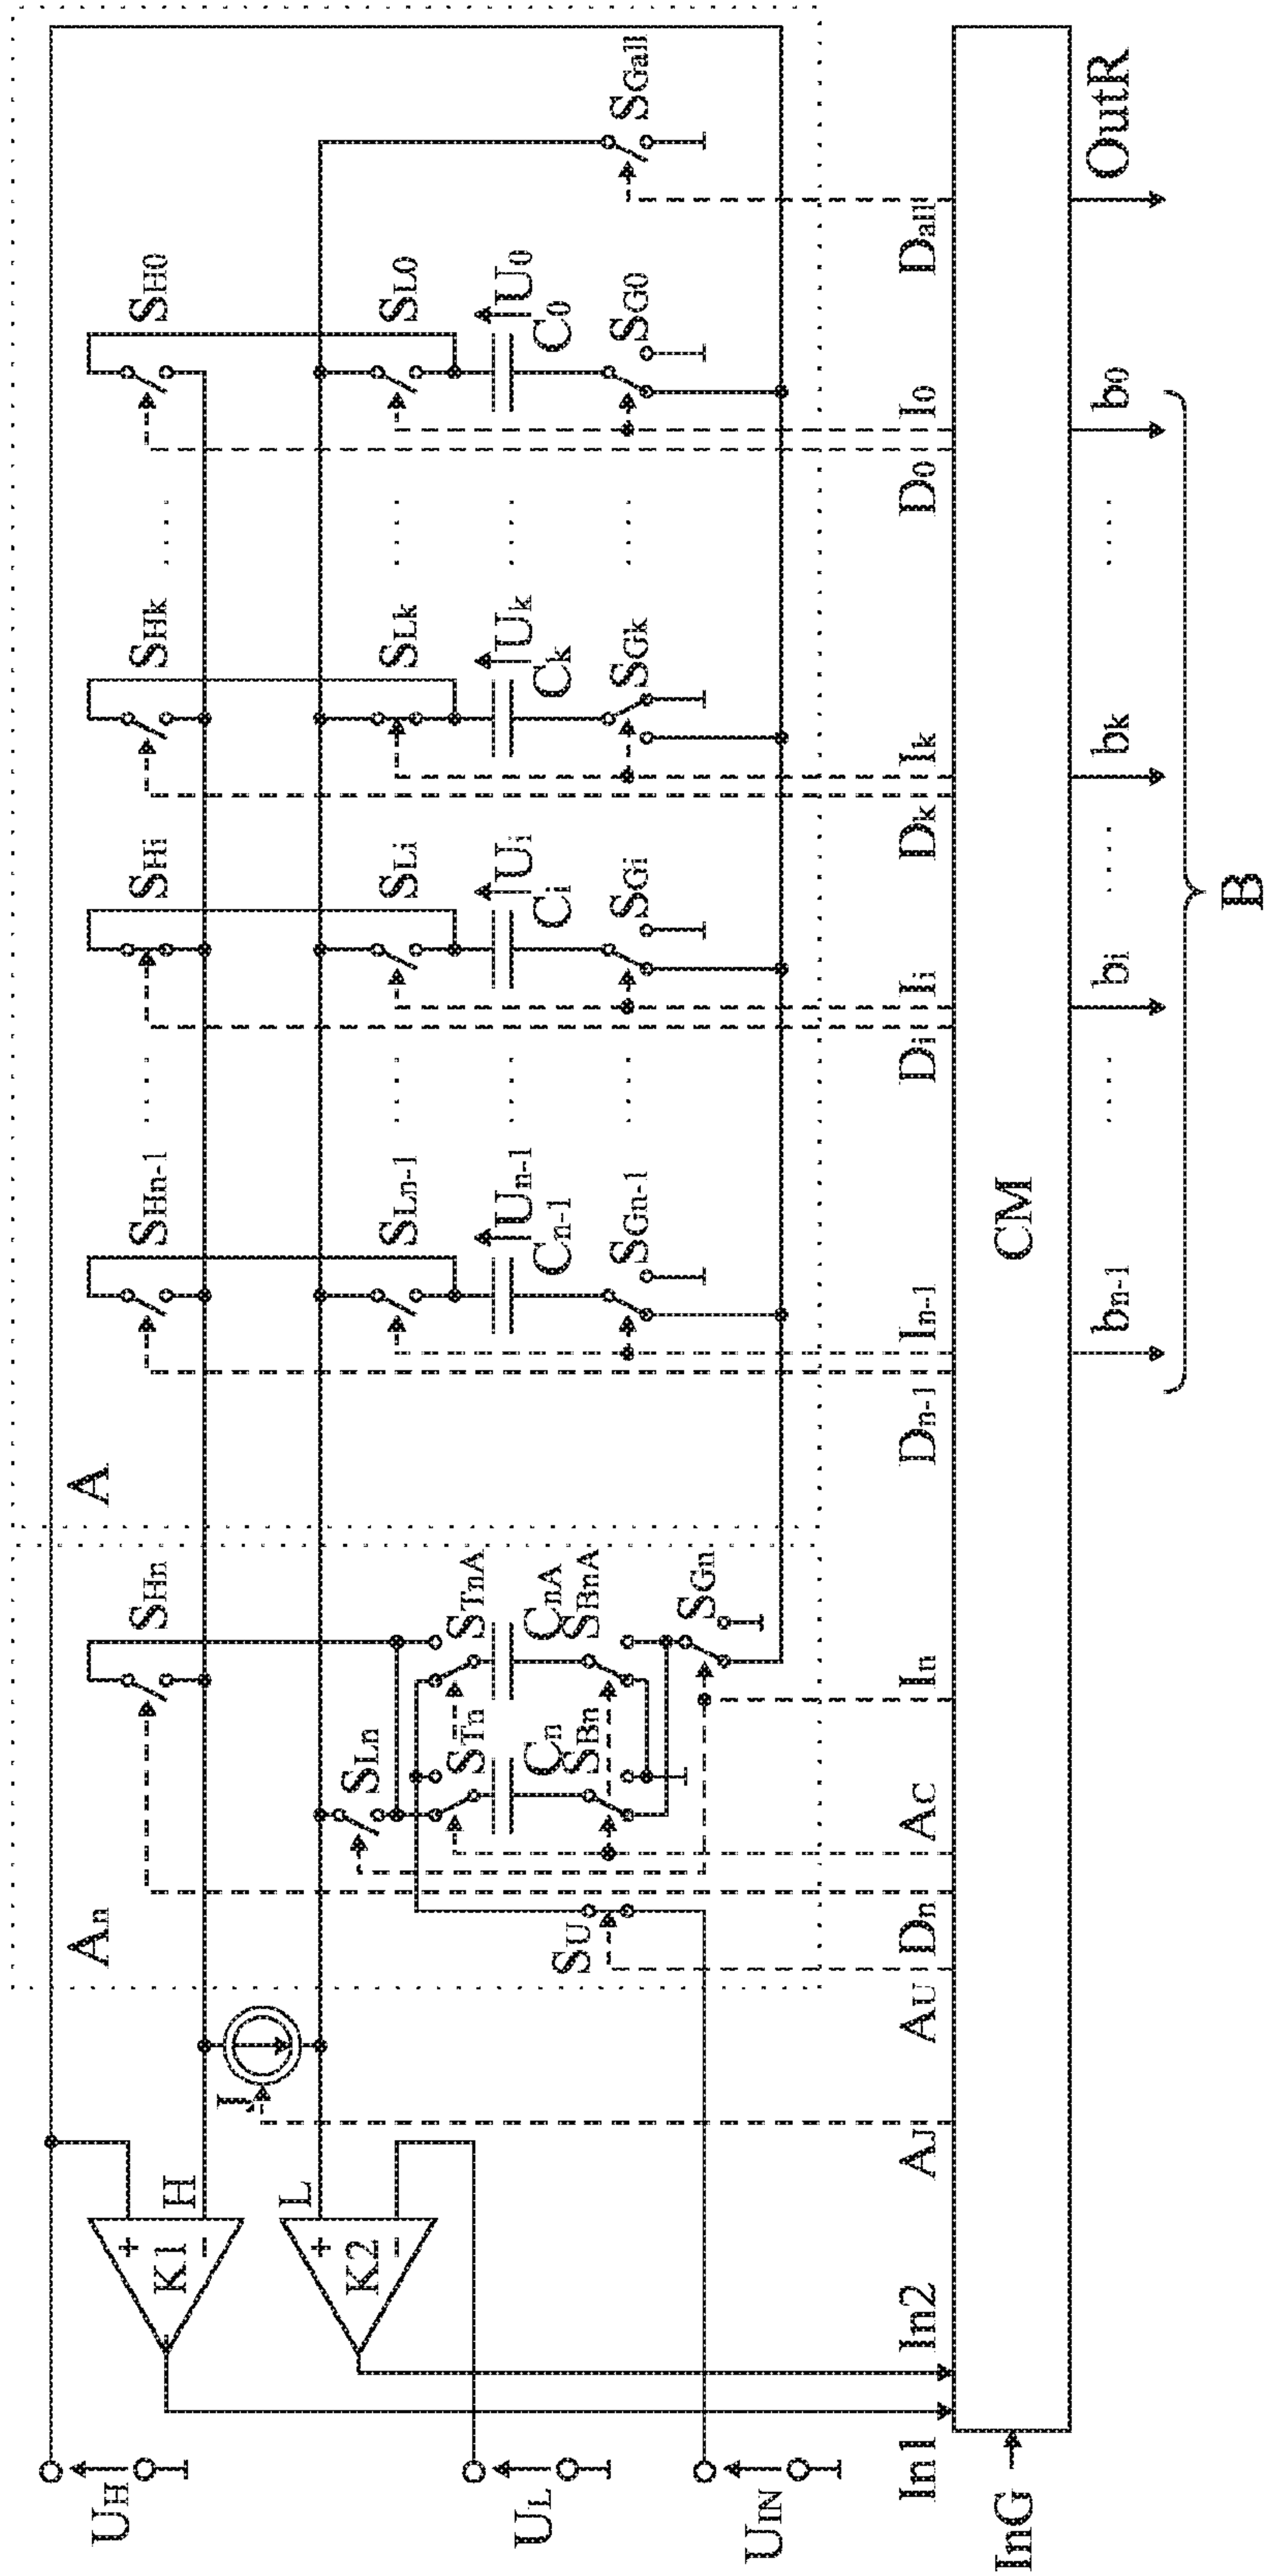 UH
UL
UIN
K1
+
−
H
K2
+
−
L
I
An
SHn
SLn
STn
STnA
Cn
CnA
SBn
SBnA
SGn
SU
A
SHn-1 .... SHi SHk .... SH0
SLn-1 .... SLi SLk .... SL0
Un-1 Ui Uk U0
Cn-1 .... Ci Ck .... C0
SGn-1 .... SGi SGk .... SG0 SGall
In1 In2 AJ AU Dn AC In Dn-1 In-1 Di Ii Dk Ik D0 I0 Dall
InG
CM
bn-1 .... bi .... bk .... b0 OutR
B